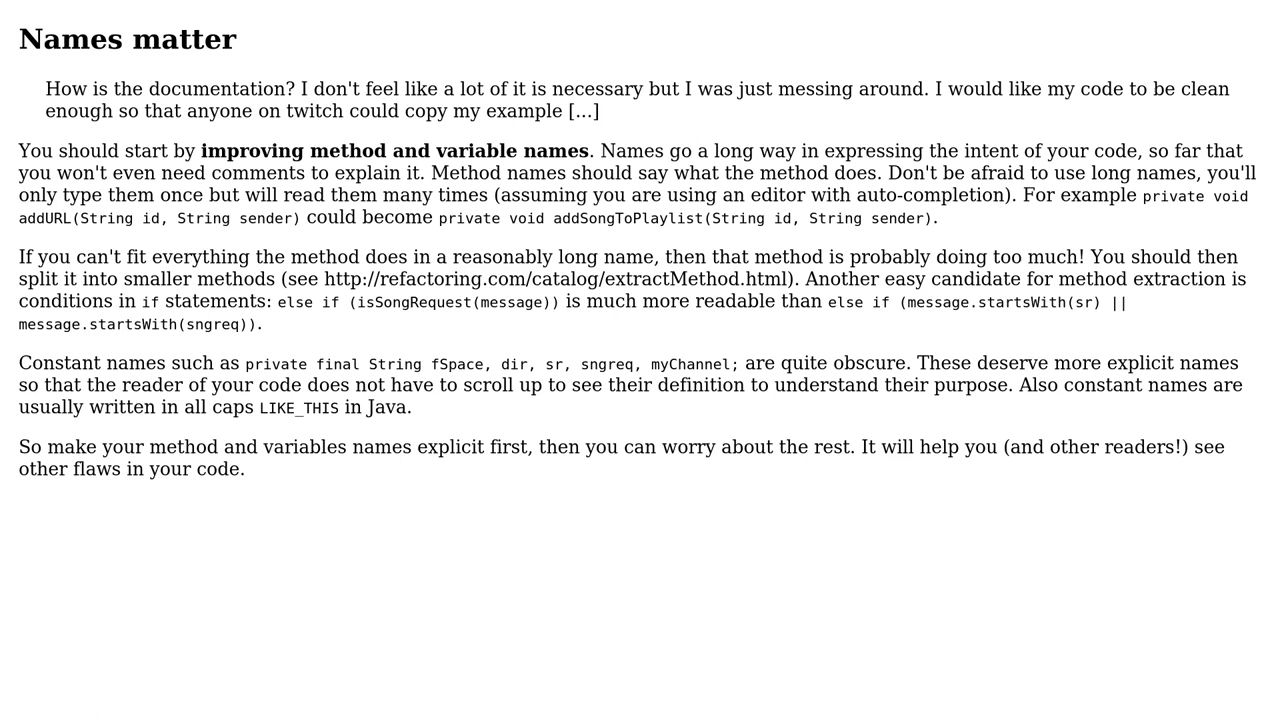 Names matter
How is the documentation? I don't feel like a lot of it is necessary but I was just messing around. I would like my code to be clean
enough so that anyone on twitch could copy my example [...]
You should start by improving method and variable names. Names go a long way in expressing the intent of your code, so far that
you won't even need comments to explain it. Method names should say what the method does. Don't be afraid to use long names, you'll
only type them once but will read them many times (assuming you are using an editor with auto-completion). For example private void
addURL(String id, String sender) could become private void addSongToPlaylist(String id, String sender).
If you can't fit everything the method does in a reasonably long name, then that method is probably doing too much! You should then
split it into smaller methods (see http://refactoring.com/catalog/extractMethod.html). Another easy candidate for method extraction is
conditions in if statements: else if (isSongRequest(message)) is much more readable than else if (message.startsWith(sr) ||
message.startsWith(sngreq)).
Constant names such as private final String fSpace, dir, sr, sngreq, myChannel; are quite obscure. These deserve more explicit names
so that the reader of your code does not have to scroll up to see their definition to understand their purpose. Also constant names are
usually written in all caps LIKE_THIS in Java.
So make your method and variables names explicit first, then you can worry about the rest. It will help you (and other readers!) see
other flaws in your code.